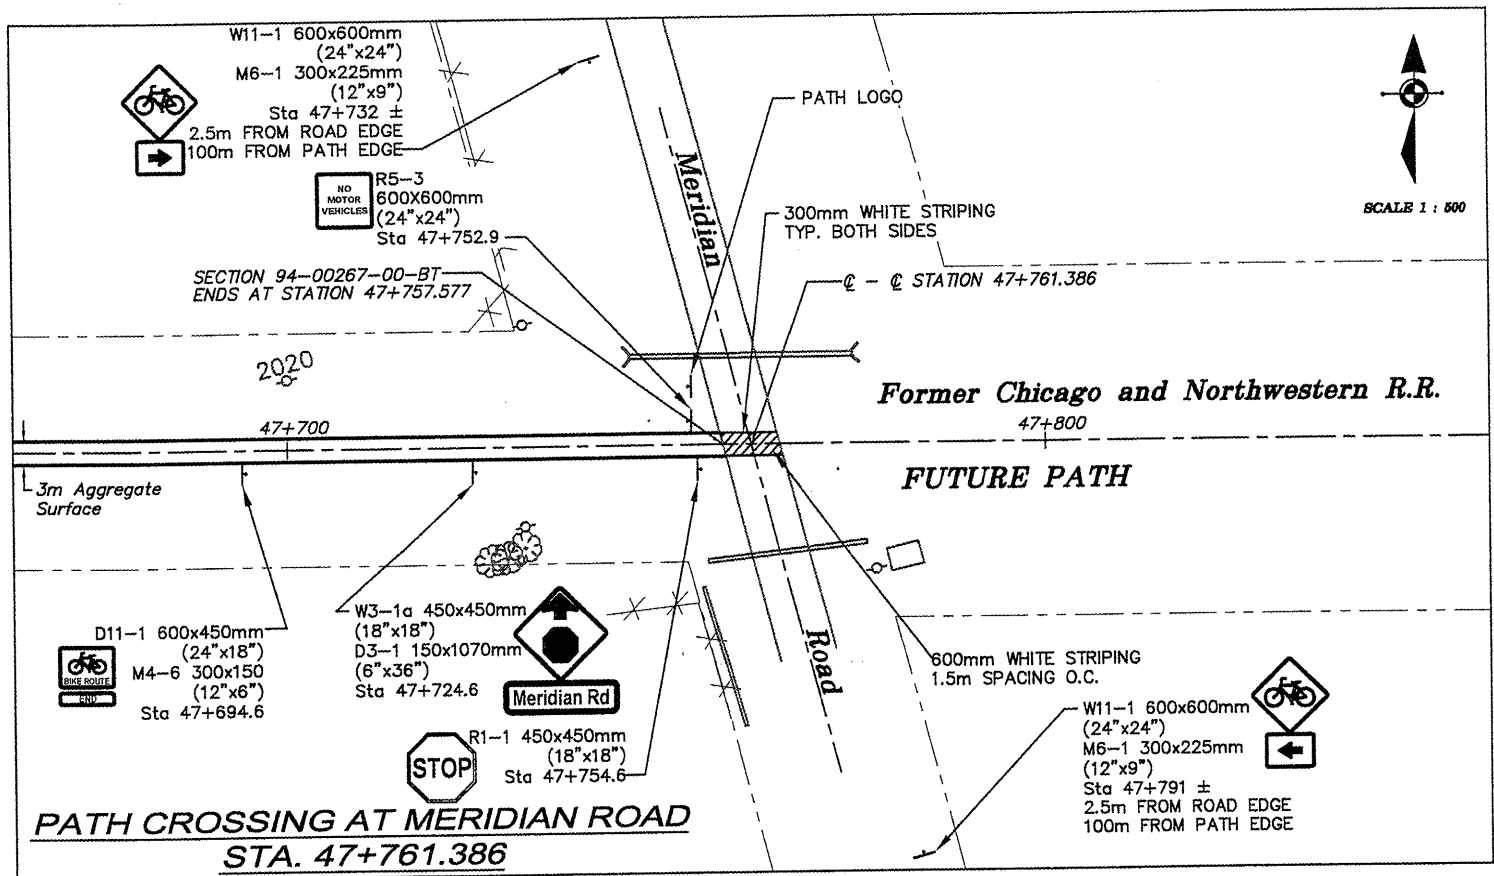 W11-1 600x600mm
(24"x24")
M6-1 300x225mm
(12"x9")
Sta 47+732 ±
2.5m FROM ROAD EDGE
100m FROM PATH EDGE
NO
MOTOR
VEHICLES
R5-3
600X600mm
(24"x24")
Sta 47+752.9
SECTION 94-00267-00-BT
ENDS AT STATION 47+757.577
PATH LOGO
Meridian
300mm WHITE STRIPING
TYP. BOTH SIDES
℄ - ℄ STATION 47+761.386
SCALE 1 : 500
2020
Former Chicago and Northwestern R.R.
47+700
47+800
FUTURE PATH
3m Aggregate
Surface
D11-1 600x450mm
(24"x18")
M4-6 300x150
(12"x6")
Sta 47+694.6
BIKE ROUTE
END
W3-1a 450x450mm
(18"x18")
D3-1 150x1070mm
(6"x36")
Sta 47+724.6
Meridian Rd
R1-1 450x450mm
(18"x18")
Sta 47+754.6
STOP
Road
600mm WHITE STRIPING
1.5m SPACING O.C.
W11-1 600x600mm
(24"x24")
M6-1 300x225mm
(12"x9")
Sta 47+791 ±
2.5m FROM ROAD EDGE
100m FROM PATH EDGE
PATH CROSSING AT MERIDIAN ROAD
STA. 47+761.386